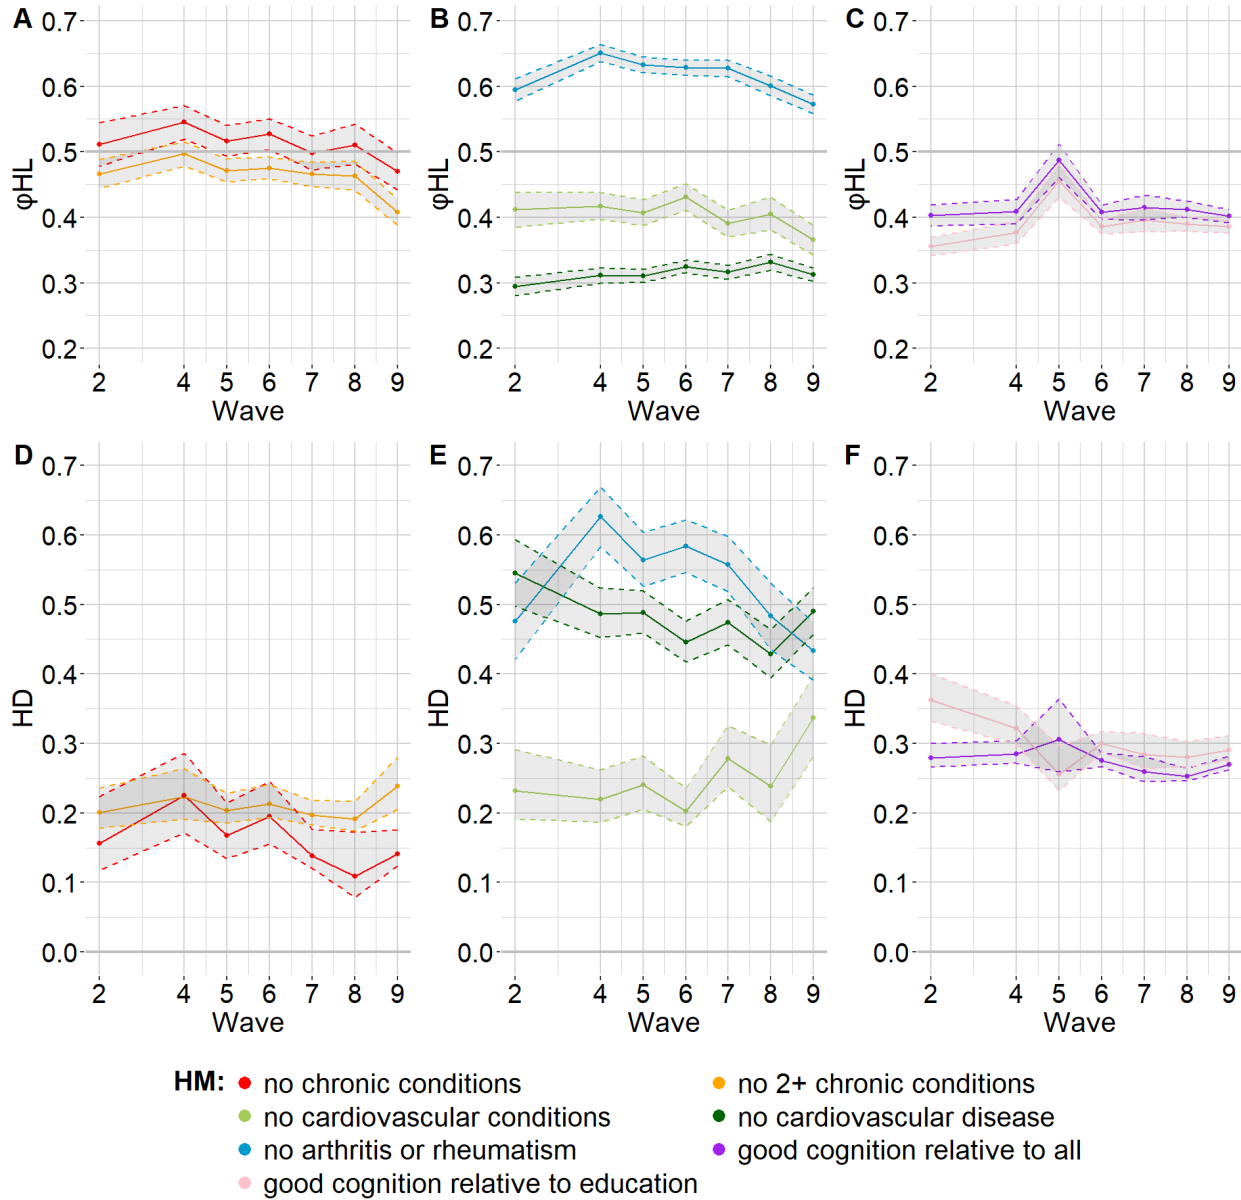 A
B
C
0.7
0.6
0.5
0.4
0.3
0.2
φHL
2 4 5 6 7 8 9
Wave
0.7
0.6
0.5
0.4
0.3
0.2
φHL
2 4 5 6 7 8 9
Wave
0.7
0.6
0.5
0.4
0.3
0.2
φHL
2 4 5 6 7 8 9
Wave
D
E
F
0.7
0.6
0.5
0.4
0.3
0.2
0.1
0.0
HD
2 4 5 6 7 8 9
Wave
0.7
0.6
0.5
0.4
0.3
0.2
0.1
0.0
HD
2 4 5 6 7 8 9
Wave
0.7
0.6
0.5
0.4
0.3
0.2
0.1
0.0
HD
2 4 5 6 7 8 9
Wave
HM:
no chronic conditions
no 2+ chronic conditions
no cardiovascular conditions
no cardiovascular disease
no arthritis or rheumatism
good cognition relative to all
good cognition relative to education